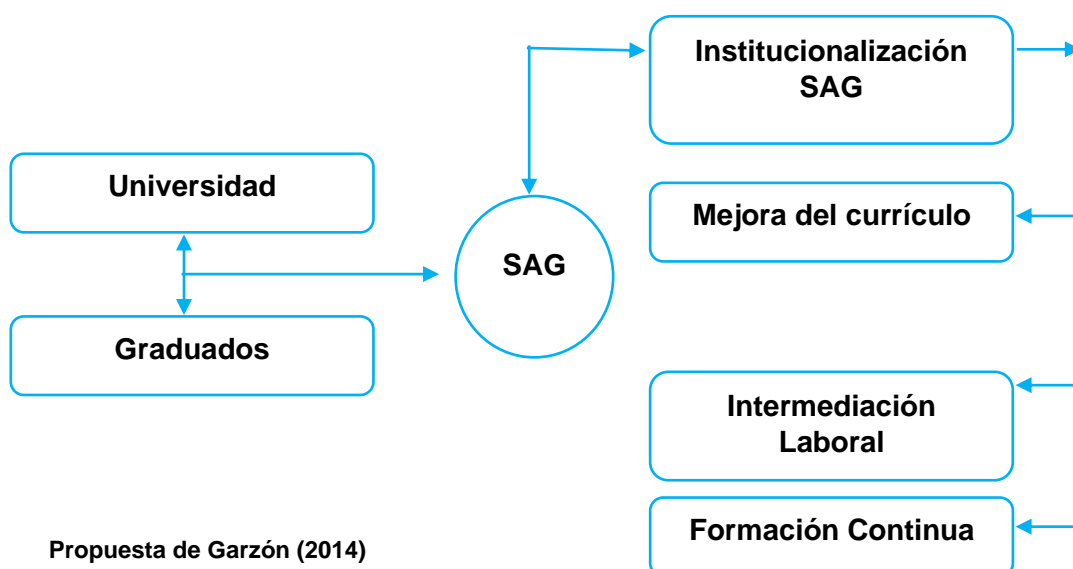 Institucionalización
SAG
Universidad
Mejora del currículo
SAG
Graduados
Intermediación
Laboral
Formación Continua
Propuesta de Garzón (2014)